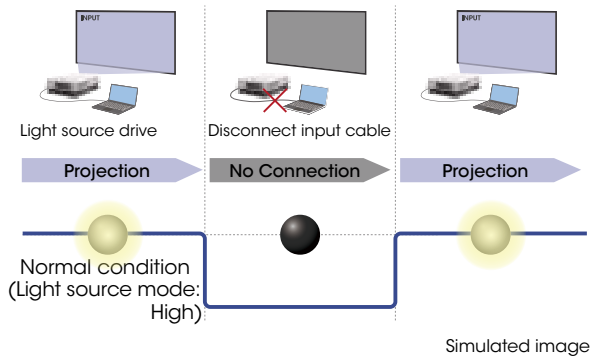 INPUT
INPUT
Light source drive
Disconnect input cable
Projection
No Connection
Projection
Normal condition
(Light source mode:
High)
Simulated image